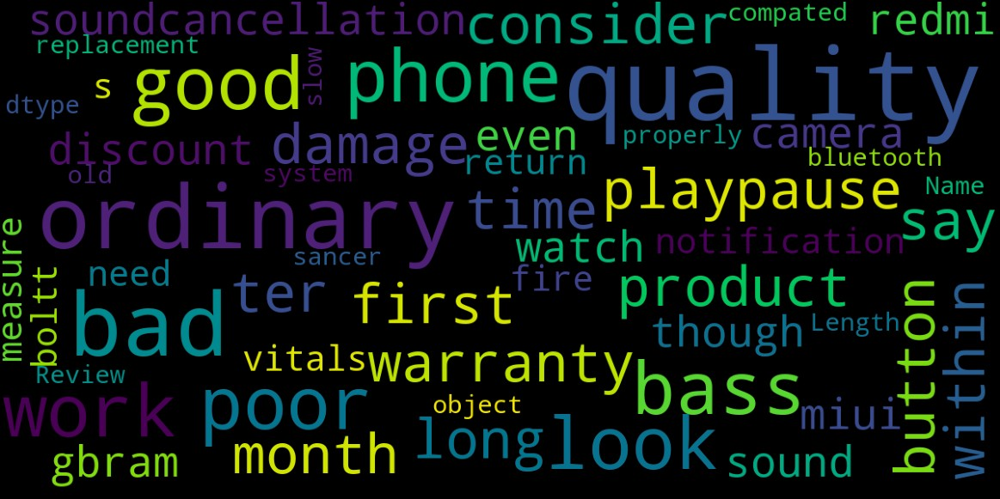 soundcancellation consider compated redmi
replacement
s good slow phone quality
dtype
discount damage even properly camera
old system return bluetooth
ordinary time playpause Name
say
measure sancer watch notification
boltt need ter first fire product button within
bad though Length
vitals warranty
Review bass
work poor object miui
gbram month long look sound